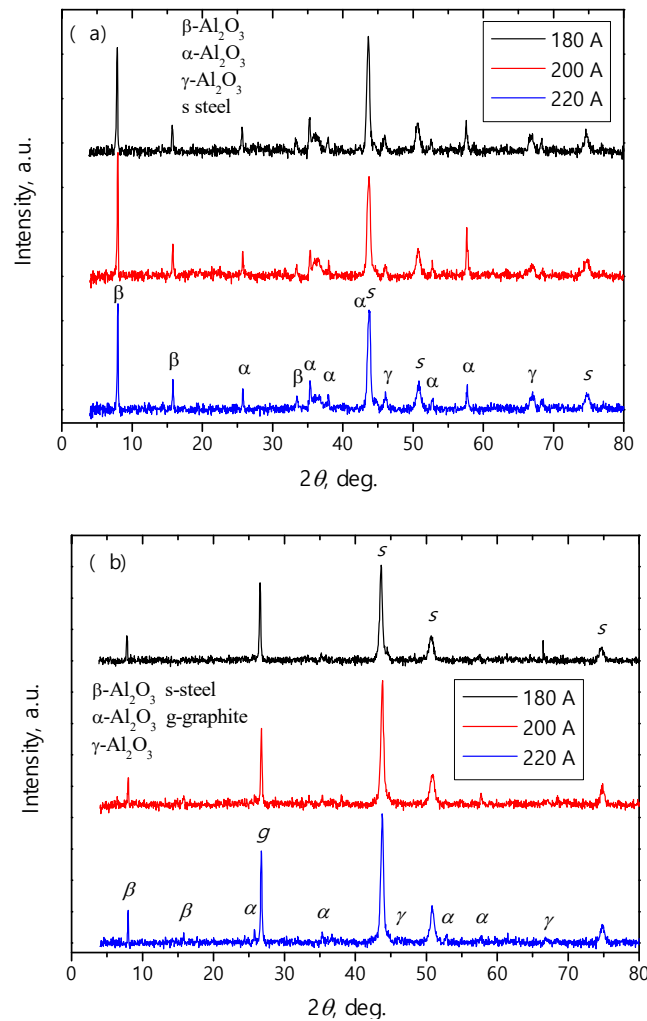 ( a)
β-Al₂O₃
α-Al₂O₃
γ-Al₂O₃
s steel
180 A
200 A
220 A
Intensity, a.u.
β β α β α α α s γ s α α γ s
0 10 20 30 40 50 60 70 80
2θ, deg.
( b)
s s s
β-Al₂O₃ s-steel
α-Al₂O₃ g-graphite
γ-Al₂O₃
180 A
200 A
220 A
Intensity, a.u.
β β α g α γ α α γ
0 10 20 30 40 50 60 70 80
2θ, deg.